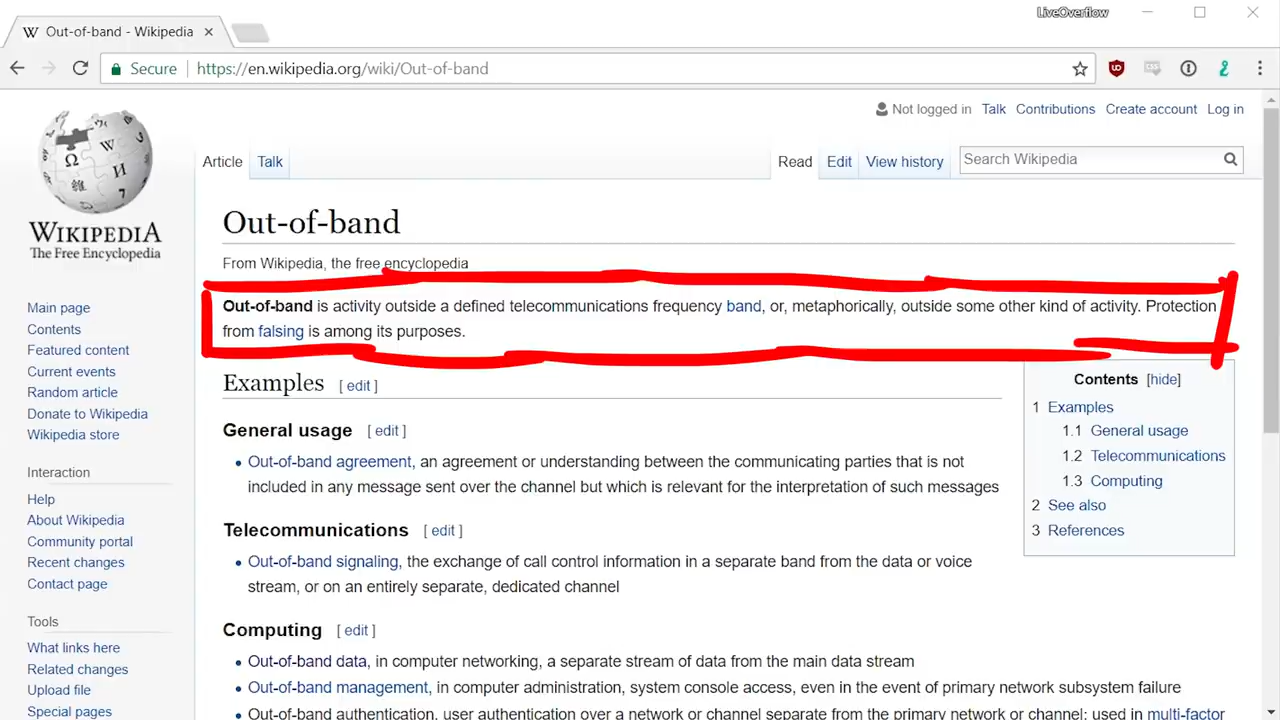 LiveOverflow
Out-of-band - Wikipedia
Secure https://en.wikipedia.org/wiki/Out-of-band
Not logged in Talk Contributions Create account Log in
WIKIPEDIA
The Free Encyclopedia
Article Talk Read Edit View history Search Wikipedia
Out-of-band
From Wikipedia, the free encyclopedia
Out-of-band is activity outside a defined telecommunications frequency band, or, metaphorically, outside some other kind of activity. Protection
from falsing is among its purposes.
Main page
Contents
Featured content
Current events
Random article
Donate to Wikipedia
Wikipedia store
Interaction
Help
About Wikipedia
Community portal
Recent changes
Contact page
Tools
What links here
Related changes
Upload file
Special pages
Contents [hide]
1 Examples
1.1 General usage
1.2 Telecommunications
1.3 Computing
2 See also
3 References
Examples [ edit ]
General usage [ edit ]
Out-of-band agreement, an agreement or understanding between the communicating parties that is not
included in any message sent over the channel but which is relevant for the interpretation of such messages
Telecommunications [ edit ]
Out-of-band signaling, the exchange of call control information in a separate band from the data or voice
stream, or on an entirely separate, dedicated channel
Computing [ edit ]
Out-of-band data, in computer networking, a separate stream of data from the main data stream
Out-of-band management, in computer administration, system console access, even in the event of primary network subsystem failure
Out-of-band authentication, user authentication over a network or channel separate from the primary network or channel; used in multi-factor